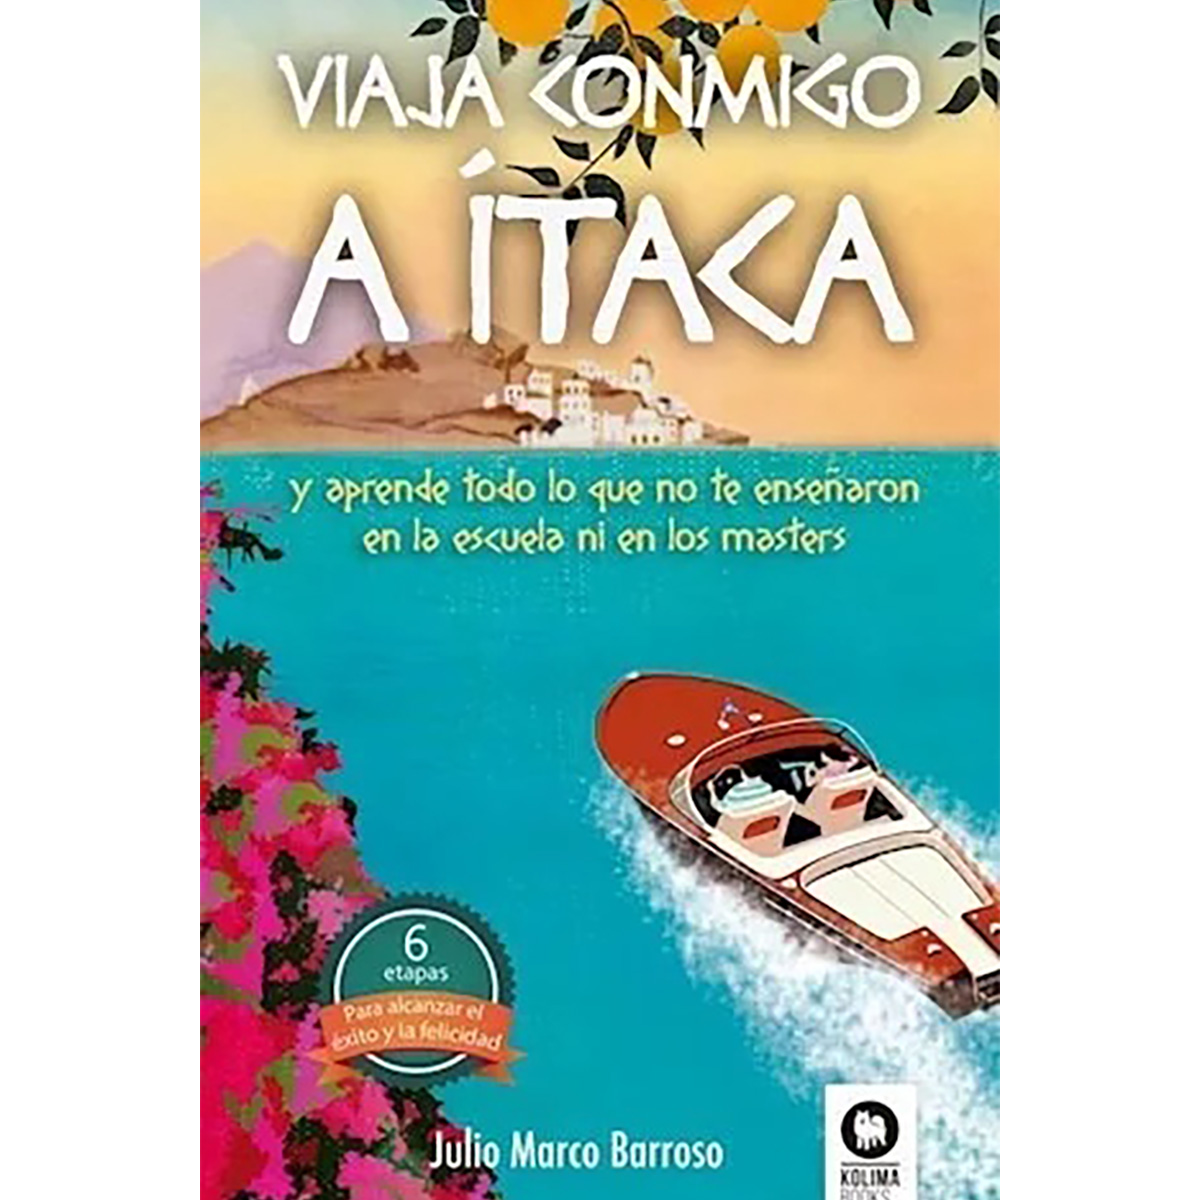 VIAJA CONMIGO
A ÍTACA
y aprende todo lo que no te enseñaron
en la escuela ni en los masters
6
etapas
Para alcanzar el
éxito y la felicidad
Julio Marco Barroso
KOLIMA
BOOKS